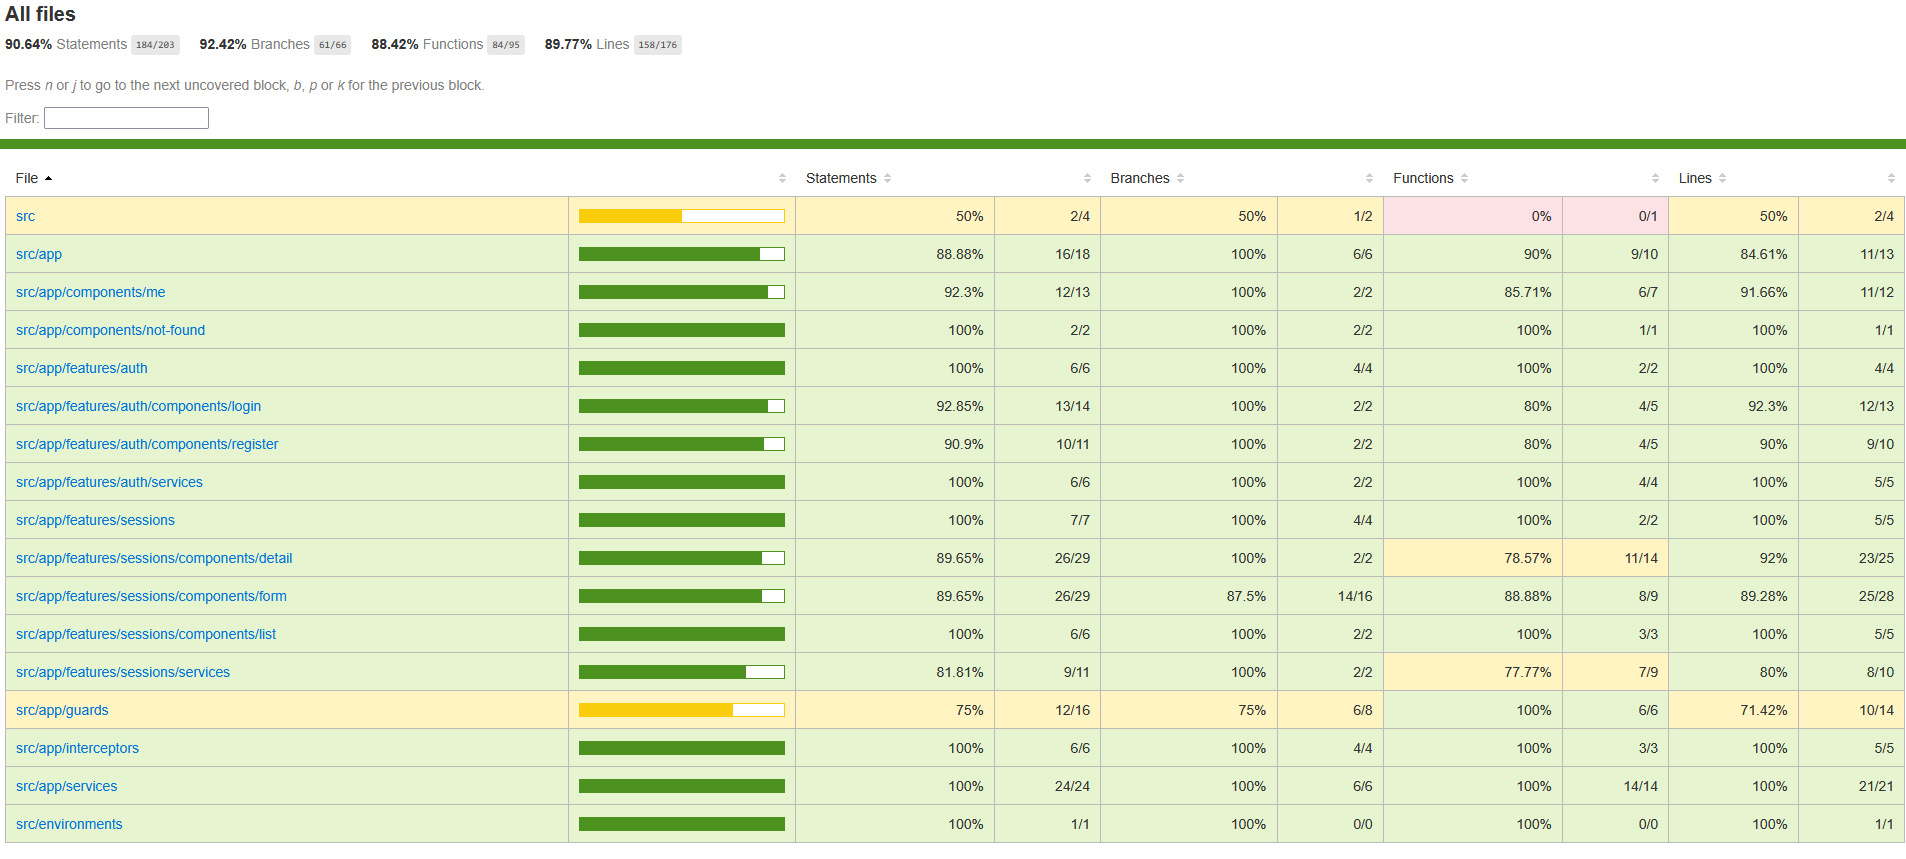 All files
90.64% Statements 184/203 92.42% Branches 61/66 88.42% Functions 84/95 89.77% Lines 158/176
Press n or j to go to the next uncovered block, b, p or k for the previous block.
Filter:
File Statements Branches Functions Lines
src 50% 2/4 50% 1/2 0% 0/1 50% 2/4
src/app 88.88% 16/18 100% 6/6 90% 9/10 84.61% 11/13
src/app/components/me 92.3% 12/13 100% 2/2 85.71% 6/7 91.66% 11/12
src/app/components/not-found 100% 2/2 100% 2/2 100% 1/1 100% 1/1
src/app/features/auth 100% 6/6 100% 4/4 100% 2/2 100% 4/4
src/app/features/auth/components/login 92.85% 13/14 100% 2/2 80% 4/5 92.3% 12/13
src/app/features/auth/components/register 90.9% 10/11 100% 2/2 80% 4/5 90% 9/10
src/app/features/auth/services 100% 6/6 100% 2/2 100% 4/4 100% 5/5
src/app/features/sessions 100% 7/7 100% 4/4 100% 2/2 100% 5/5
src/app/features/sessions/components/detail 89.65% 26/29 100% 2/2 78.57% 11/14 92% 23/25
src/app/features/sessions/components/form 89.65% 26/29 87.5% 14/16 88.88% 8/9 89.28% 25/28
src/app/features/sessions/components/list 100% 6/6 100% 2/2 100% 3/3 100% 5/5
src/app/features/sessions/services 81.81% 9/11 100% 2/2 77.77% 7/9 80% 8/10
src/app/guards 75% 12/16 75% 6/8 100% 6/6 71.42% 10/14
src/app/interceptors 100% 6/6 100% 4/4 100% 3/3 100% 5/5
src/app/services 100% 24/24 100% 6/6 100% 14/14 100% 21/21
src/environments 100% 1/1 100% 0/0 100% 0/0 100% 1/1